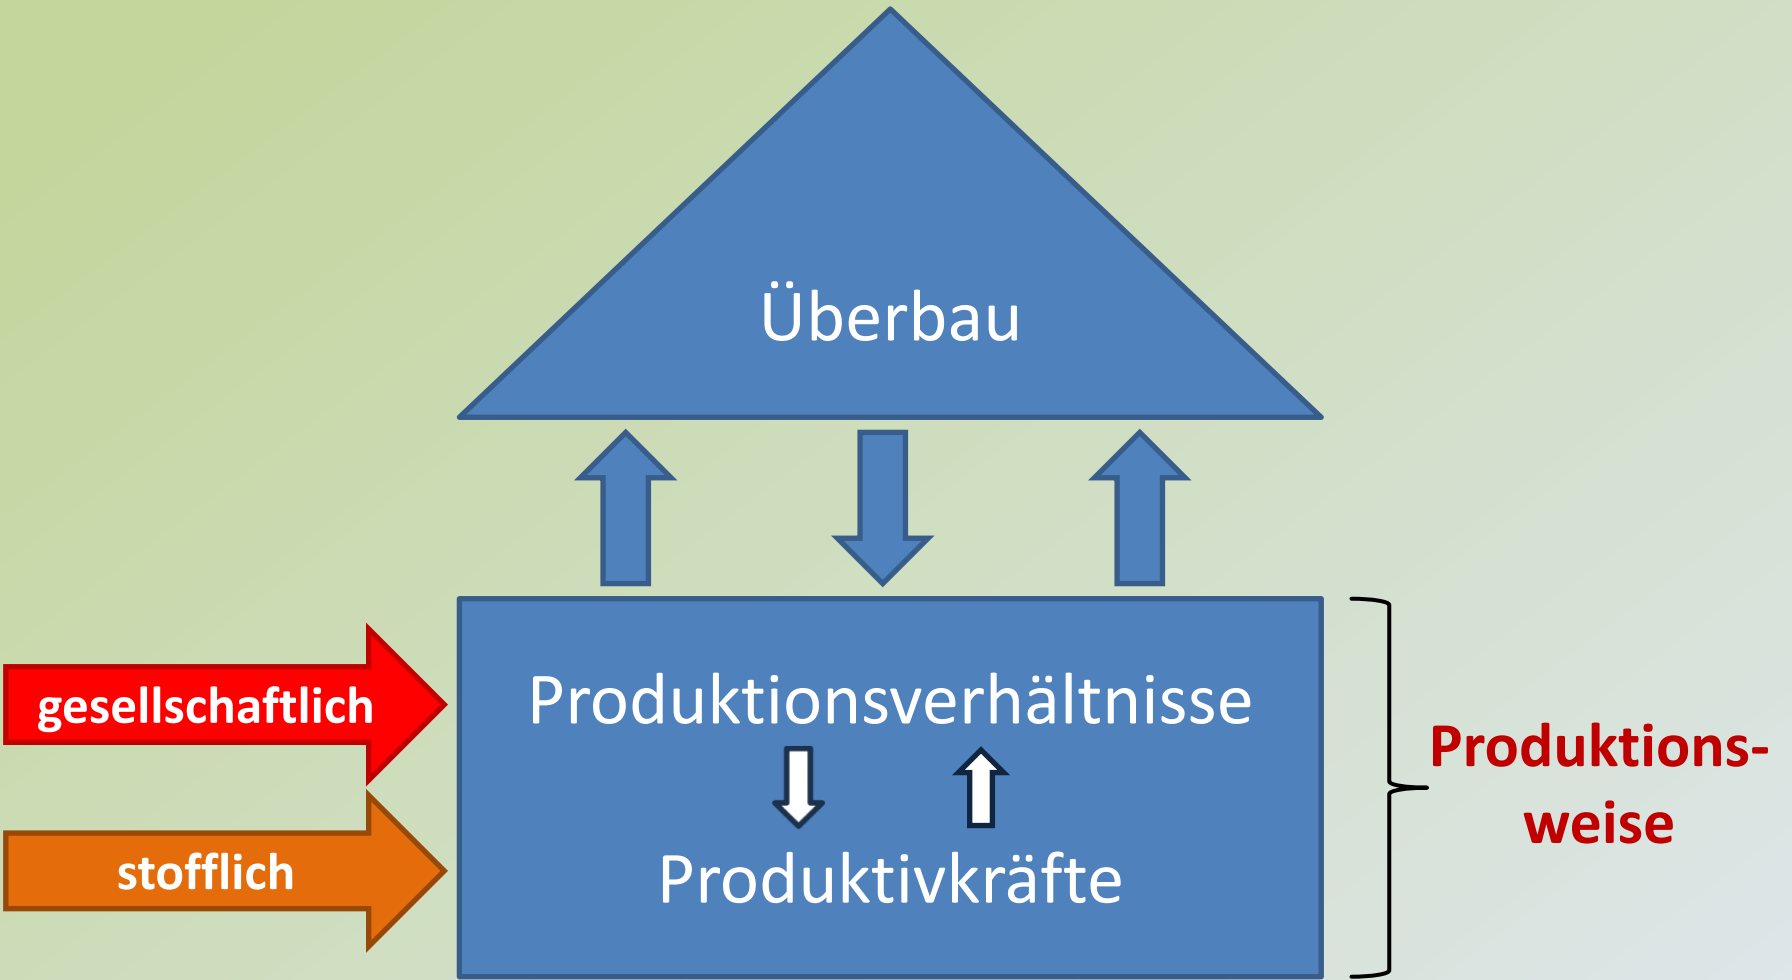 Überbau
gesellschaftlich
Produktionsverhältnisse
Produktions-
weise
stofflich
Produktivkräfte